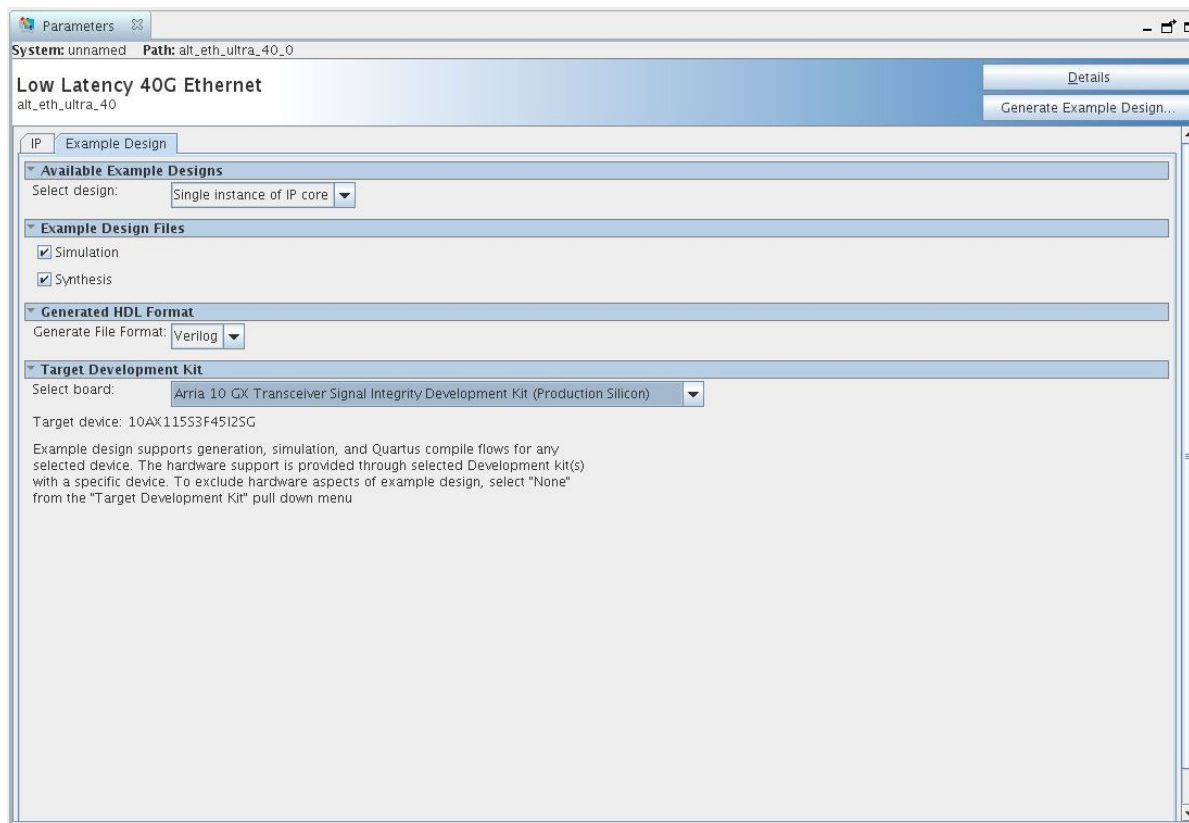 Parameters
System: unnamed Path: alt_eth_ultra_40_0
Low Latency 40G Ethernet
alt_eth_ultra_40
Details
Generate Example Design...
IP Example Design
Available Example Designs
Select design: Single instance of IP core
Example Design Files
Simulation
Synthesis
Generated HDL Format
Generate File Format: Verilog
Target Development Kit
Select board: Arria 10 GX Transceiver Signal Integrity Development Kit (Production Silicon)
Target device: 10AX115S3F45I2SG
Example design supports generation, simulation, and Quartus compile flows for any
selected device. The hardware support is provided through selected Development kit(s)
with a specific device. To exclude hardware aspects of example design, select "None"
from the "Target Development Kit" pull down menu